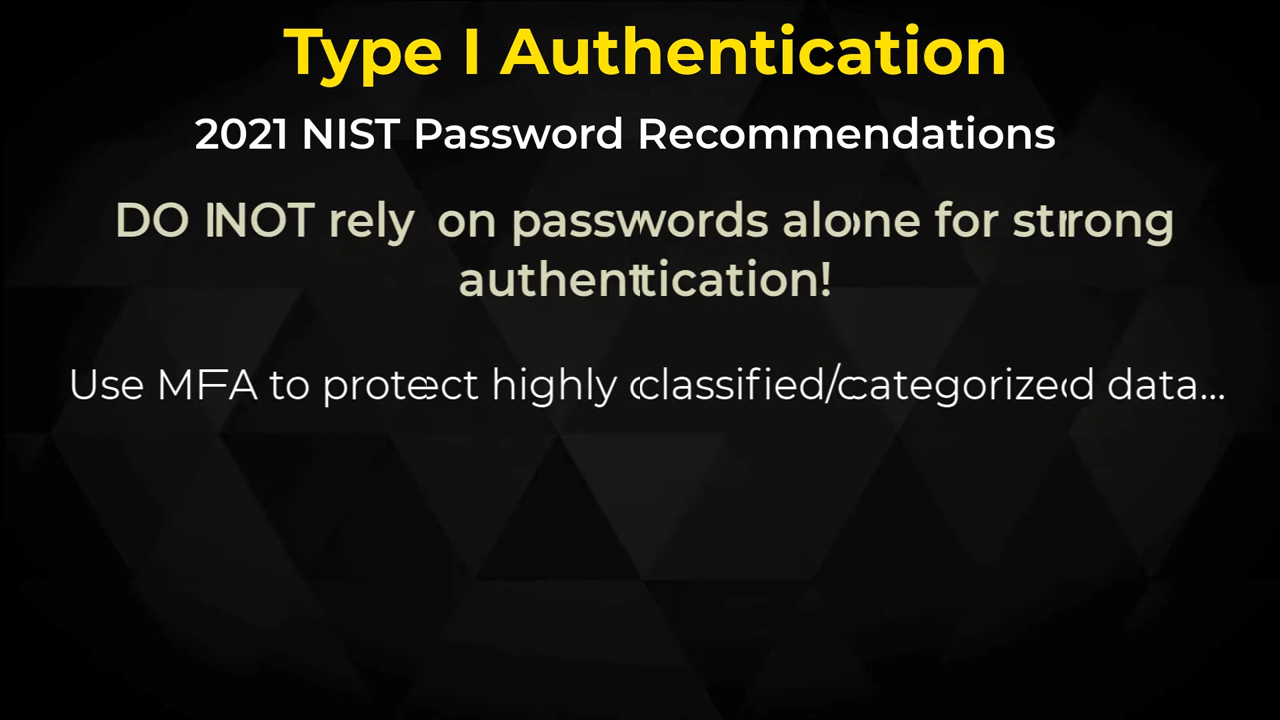 Type I Authentication
2021 NIST Password Recommendations
DO NOT rely on passwords alone for strong
authentication!
Use MFA to protect highly classified/categorized data...